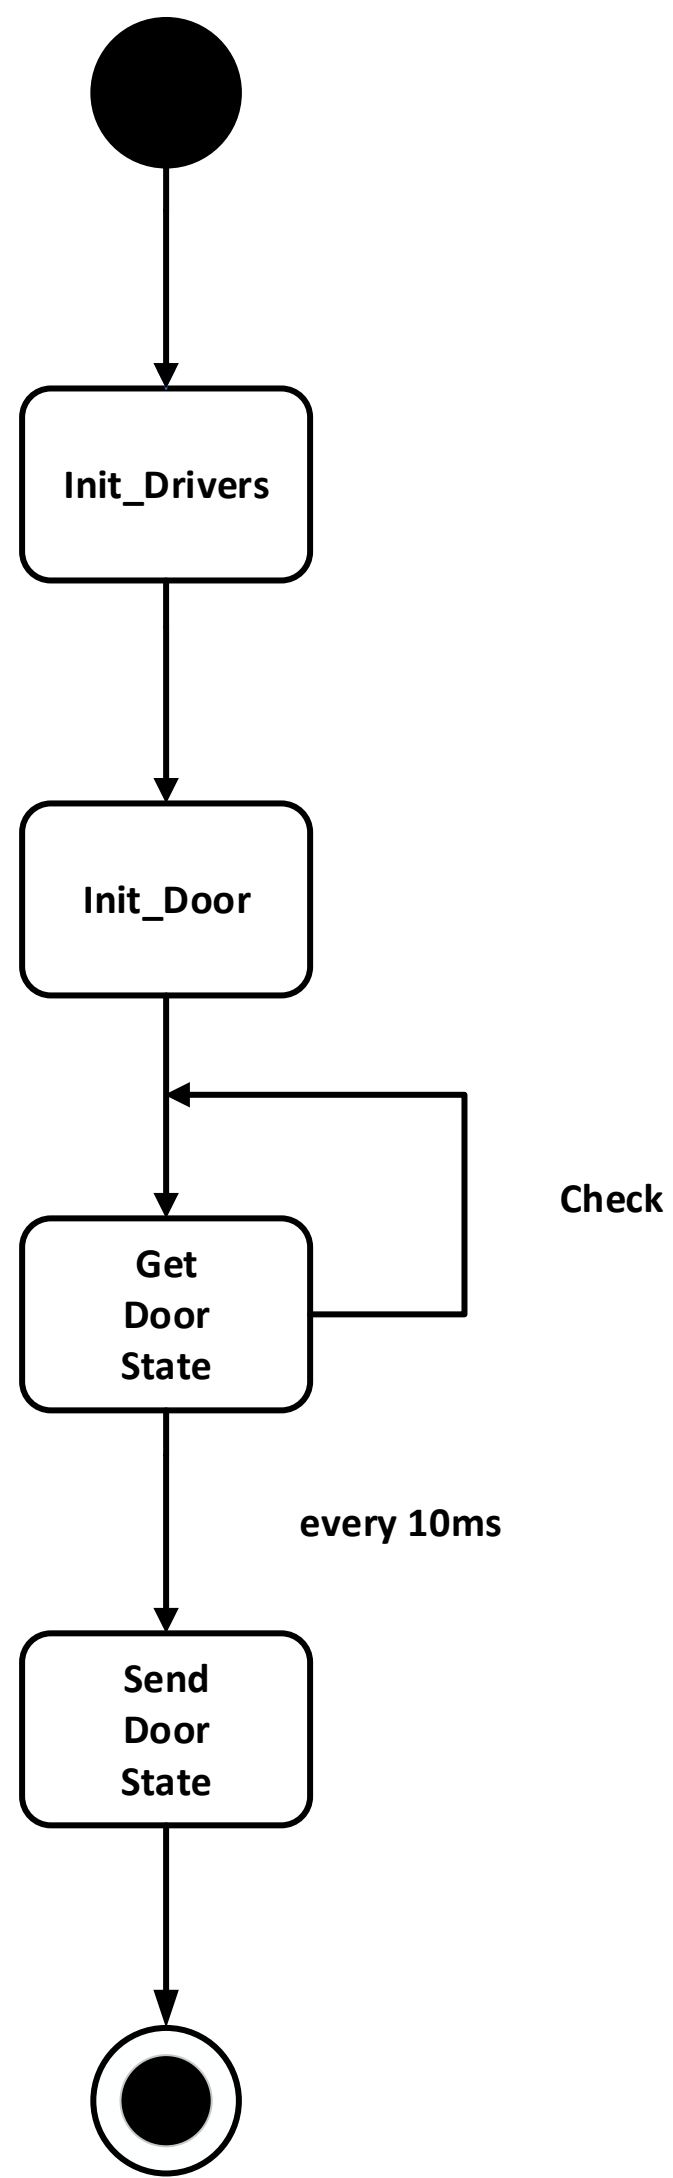 Init_Drivers
Init_Door
Check
Get
Door
State
every 10ms
Send
Door
State